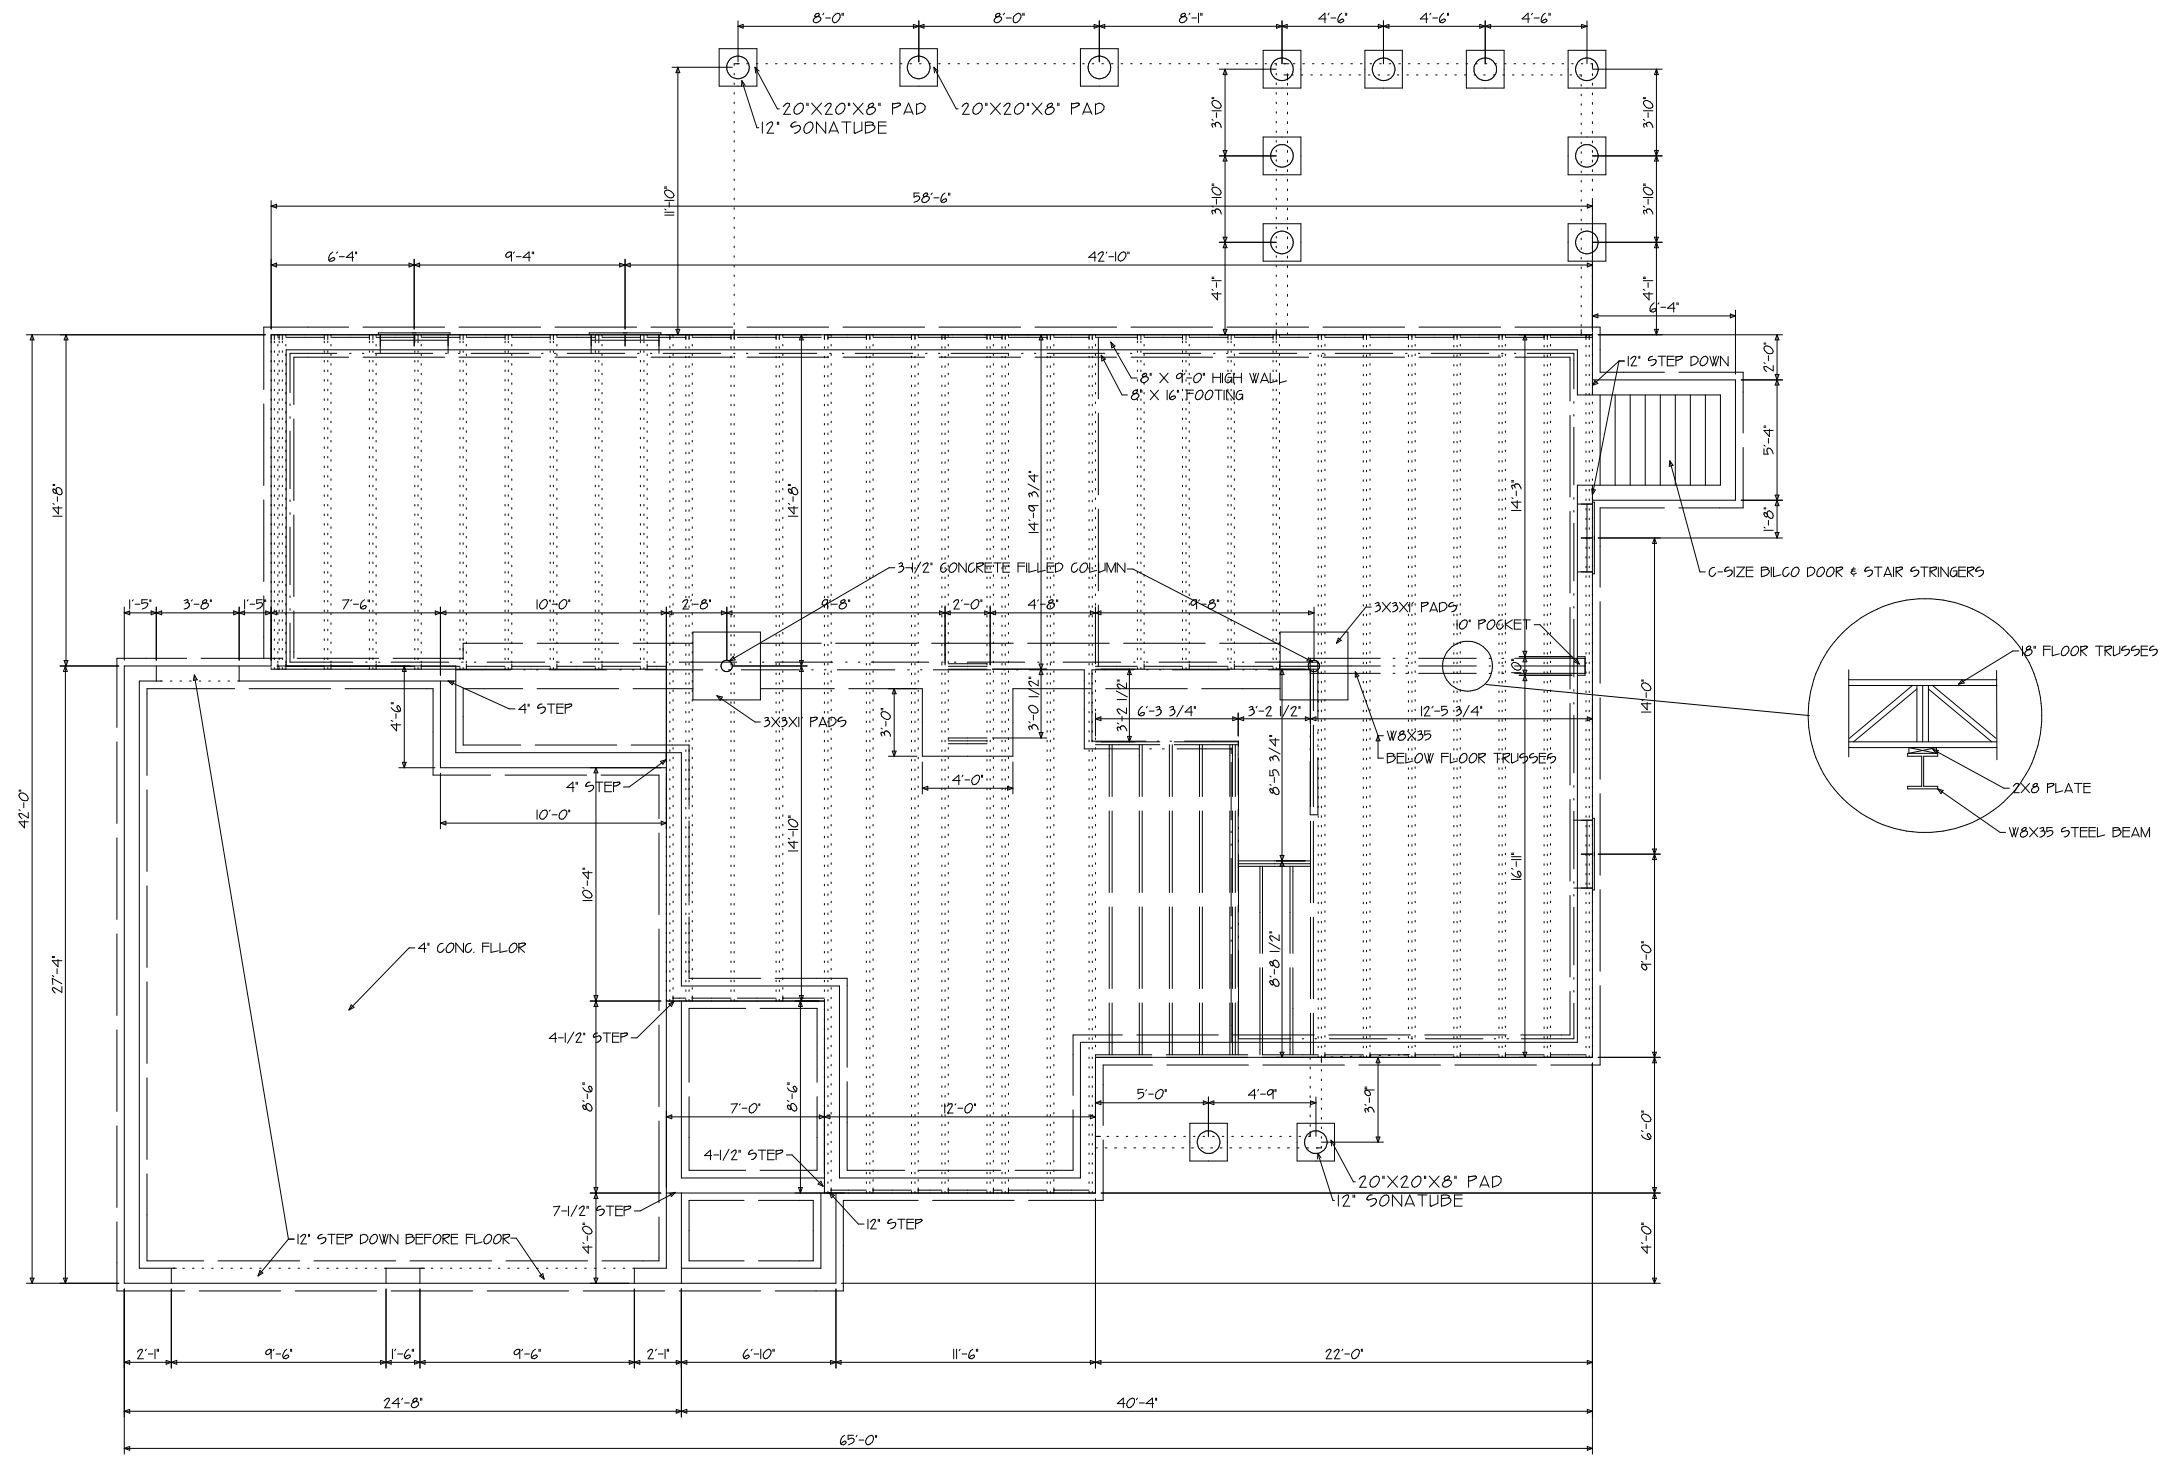 8'-0" 8'-0" 8'-1" 4'-6" 4'-6" 4'-6"
20"X20"X8" PAD 20"X20"X8" PAD
12" SONATUBE
3'-10" 3'-10"
11'-10" 3'-10" 3'-10"
58'-6"
6'-4" 9'-4" 42'-10"
4'-1" 4'-1"
6'-4"
12" STEP DOWN 2'-0"
8" X 9'-0" HIGH WALL
8" X 16" FOOTING
5'-4"
14'-8" 14'-8" 14'-9 3/4" 14'-3"
1'-8"
3-1/2" CONCRETE FILLED COLUMN
C-SIZE BILCO DOOR & STAIR STRINGERS
1'-5" 3'-8" 1'-5" 7'-6" 10'-0" 2'-8" 9'-8" 2'-0" 4'-8" 9'-8"
3X3X1' PADS
10" POCKET
18" FLOOR TRUSSES
10"
14'-0"
4" STEP
4'-6" 3X3X1' PADS 3'-0" 3'-0 1/2" 3'-2 1/2" 6'-3 3/4" 3'-2 1/2" 12'-5 3/4"
W8X35
BELOW FLOOR TRUSSES
8'-5 3/4"
4" STEP 4'-0"
2X8 PLATE
42'-0" 10'-0" 14'-10"
W8X35 STEEL BEAM
16'-11"
10'-4"
4" CONC. FLLOR
27'-4" 8'-8 1/2" 9'-0"
4-1/2" STEP
8'-6" 8'-6"
7'-0" 12'-0" 5'-0" 4'-9" 3'-9" 6'-0"
4-1/2" STEP
20"X20"X8" PAD
12" SONATUBE
7-1/2" STEP 12" STEP
12" STEP DOWN BEFORE FLOOR
4'-0" 4'-0"
2'-1" 9'-6" 1'-6" 9'-6" 2'-1" 6'-10" 11'-6" 22'-0"
24'-8" 40'-4"
65'-0"